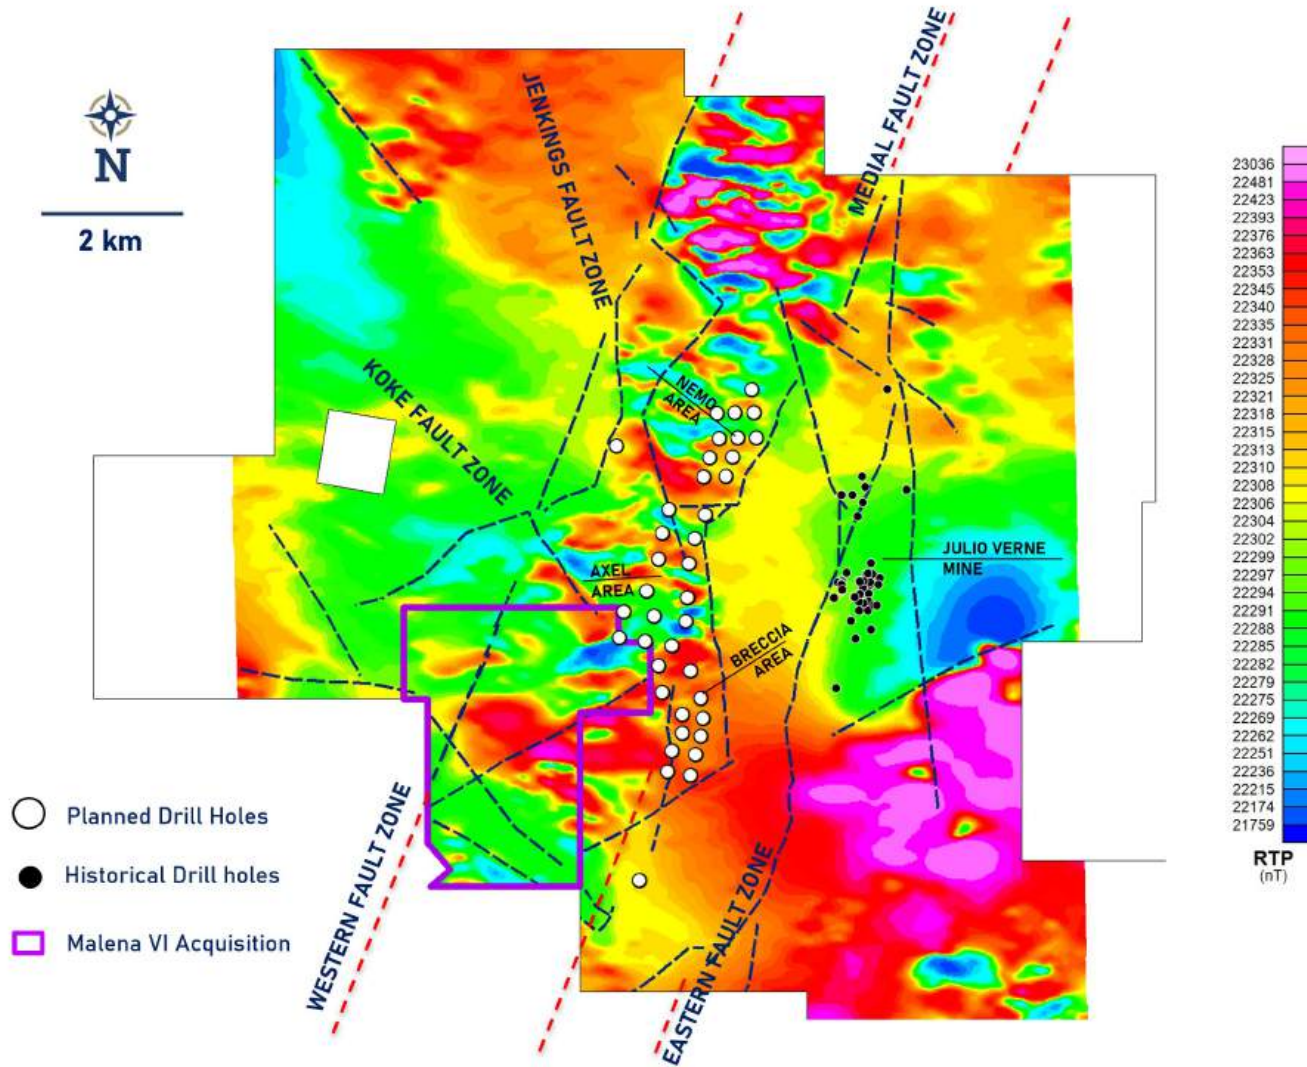 N
2 km
JENKINGS FAULT ZONE
MEDIAL FAULT ZONE
KOKE FAULT ZONE
NEMO
AREA
AXEL
AREA
BRECCIA
AREA
JULIO VERNE
MINE
WESTERN FAULT ZONE
EASTERN FAULT ZONE
Planned Drill Holes
Historical Drill holes
Malena VI Acquisition
23036
22481
22423
22393
22376
22363
22353
22345
22340
22335
22331
22328
22325
22321
22318
22315
22313
22310
22308
22306
22304
22302
22299
22297
22294
22291
22288
22285
22282
22279
22275
22269
22262
22251
22236
22215
22174
21759
RTP
(nT)